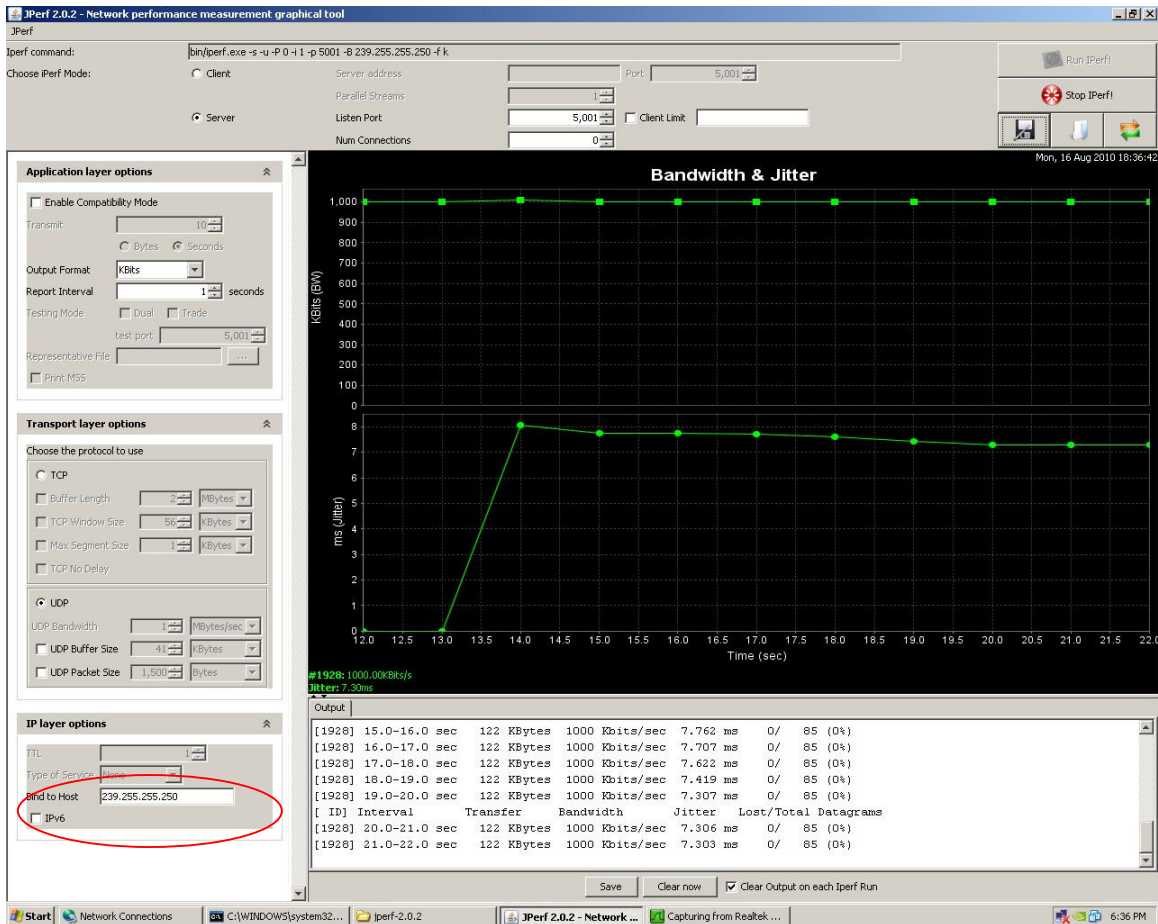 JPerf 2.0.2 - Network performance measurement graphical tool
JPerf
Iperf command: bin/iperf.exe -s -u -P 0 -i 1 -p 5001 -B 239.255.255.250 -f k
Choose iPerf Mode: Client Server address Port 5,001
Parallel Streams 1
Server Listen Port 5,001 Client Limit
Num Connections 0
Run IPerf!
Stop IPerf!
Application layer options
Enable Compatibility Mode
Transmit 10
Bytes Seconds
Output Format KBits
Report Interval 1 seconds
Testing Mode Dual Trade
test port 5,001
Representative File ...
Print MSS
Transport layer options
Choose the protocol to use
TCP
Buffer Length 2 MBytes
TCP Window Size 56 KBytes
Max Segment Size 1 KBytes
TCP No Delay
UDP
UDP Bandwidth 1 MBytes/sec
UDP Buffer Size 41 KBytes
UDP Packet Size 1,500 Bytes
IP layer options
TTL 1
Type of Service None
Bind to Host 239.255.255.250
IPv6
Mon, 16 Aug 2010 18:36:42
Bandwidth & Jitter
KBits (BW)
1,000
900
800
700
600
500
400
300
200
100
0
ms (Jitter)
8
7
6
5
4
3
2
1
0
12.0 12.5 13.0 13.5 14.0 14.5 15.0 15.5 16.0 16.5 17.0 17.5 18.0 18.5 19.0 19.5 20.0 20.5 21.0 21.5 22.0
Time (sec)
#1928: 1000.00KBits/s
Jitter: 7.30ms
Output
[1928] 15.0-16.0 sec 122 KBytes 1000 Kbits/sec 7.762 ms 0/ 85 (0%)
[1928] 16.0-17.0 sec 122 KBytes 1000 Kbits/sec 7.707 ms 0/ 85 (0%)
[1928] 17.0-18.0 sec 122 KBytes 1000 Kbits/sec 7.622 ms 0/ 85 (0%)
[1928] 18.0-19.0 sec 122 KBytes 1000 Kbits/sec 7.419 ms 0/ 85 (0%)
[1928] 19.0-20.0 sec 122 KBytes 1000 Kbits/sec 7.307 ms 0/ 85 (0%)
[ ID] Interval Transfer Bandwidth Jitter Lost/Total Datagrams
[1928] 20.0-21.0 sec 122 KBytes 1000 Kbits/sec 7.306 ms 0/ 85 (0%)
[1928] 21.0-22.0 sec 122 KBytes 1000 Kbits/sec 7.303 ms 0/ 85 (0%)
Save Clear now Clear Output on each Iperf Run
Start Network Connections C:\WINDOWS\system32... jperf-2.0.2 JPerf 2.0.2 - Network ... Capturing from Realtek ... 6:36 PM